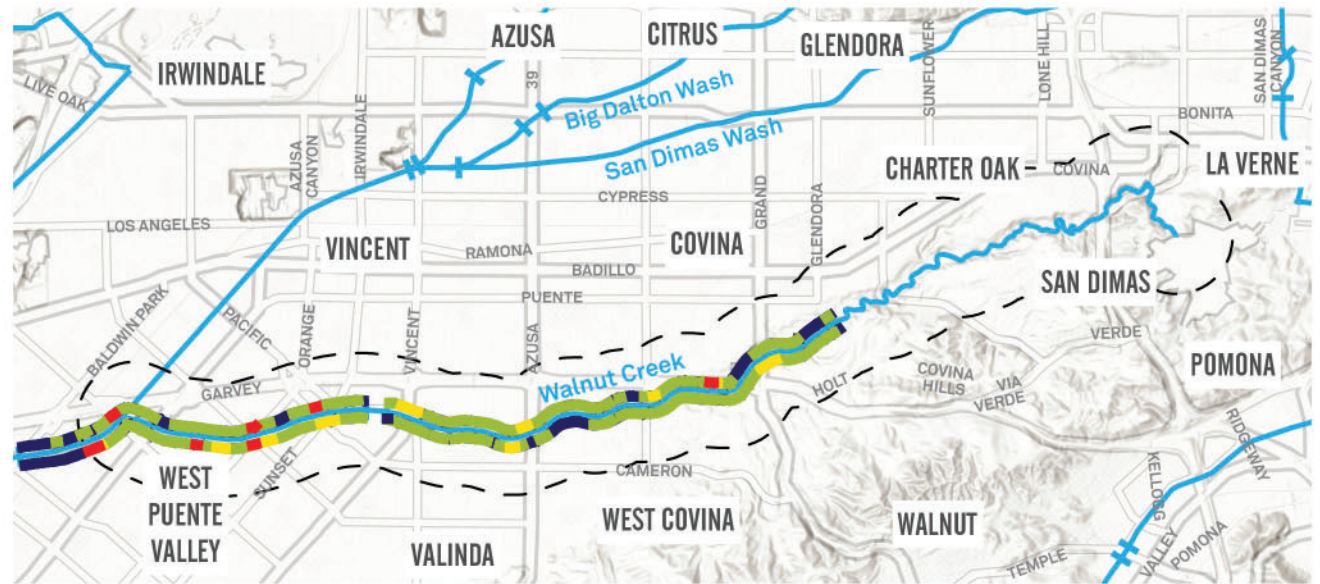 AZUSA
CITRUS
GLENDORA
IRWINDALE
LIVE OAK
39
SUNFLOWER
LONE HILL
SAN DIMAS
CANYON
Big Dalton Wash
BONITA
AZUSA
CANYON
IRWINDALE
San Dimas Wash
CHARTER OAK
COVINA
LA VERNE
CYPRESS
GRAND
GLENDORA
LOS ANGELES
VINCENT
RAMONA
COVINA
BADILLO
PUENTE
SAN DIMAS
BALDWIN PARK
PACIFIC
ORANGE
VINCENT
AZUSA
VERDE
Walnut Creek
GARVEY
HOLT
COVINA
HILLS
VIA
VERDE
POMONA
RIDGEWAY
WEST
PUENTE
VALLEY
SUNSET
CAMERON
WEST COVINA
WALNUT
KELLOGG
VALLEY
POMONA
VALINDA
TEMPLE